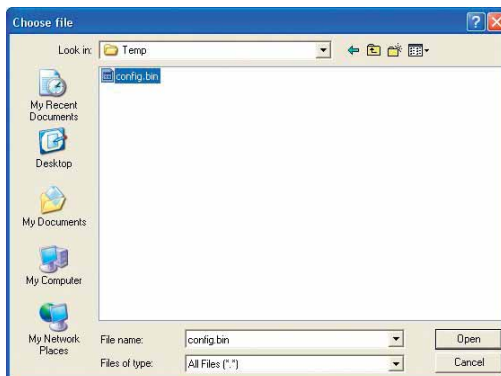 Choose file
Look in:
Temp
config.bin
My Recent
Documents
Desktop
My Documents
My Computer
My Network
Places
File name:
config.bin
Open
Files of type:
All Files (*.*)
Cancel